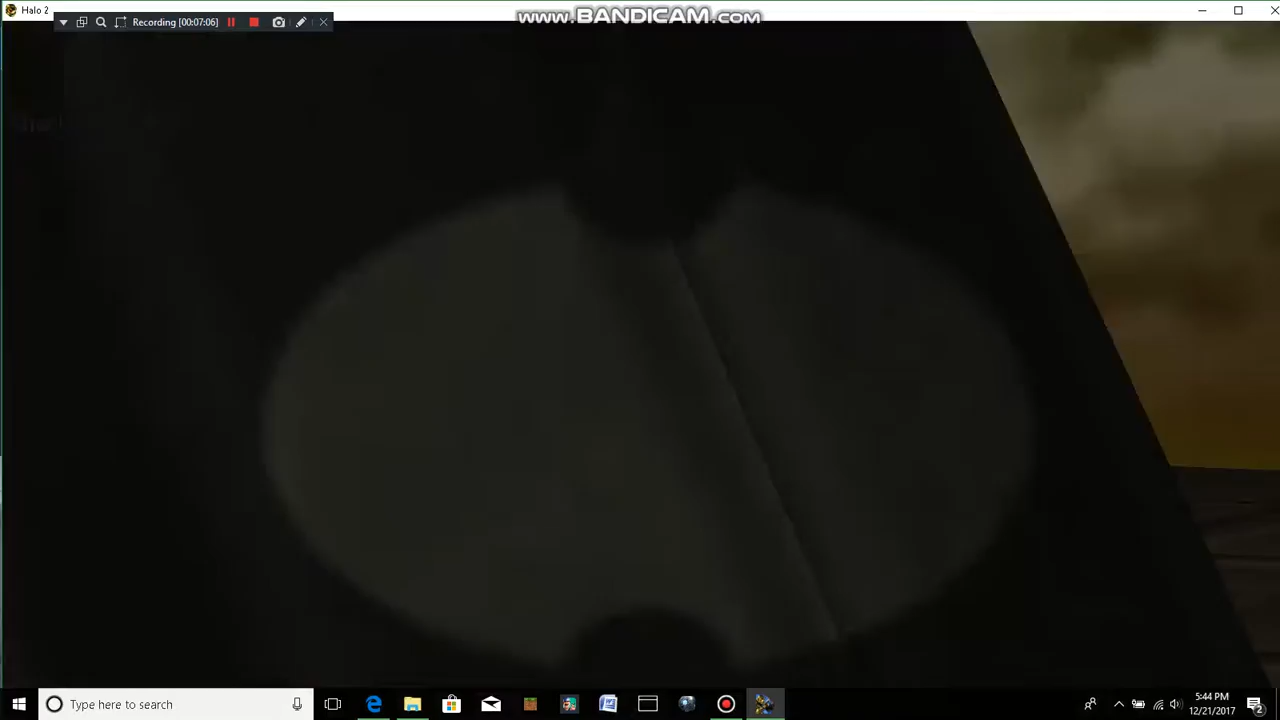 Halo 2
Recording [00:07:06]
www.BANDICAM.com
Type here to search
5:44 PM
12/21/2017
2